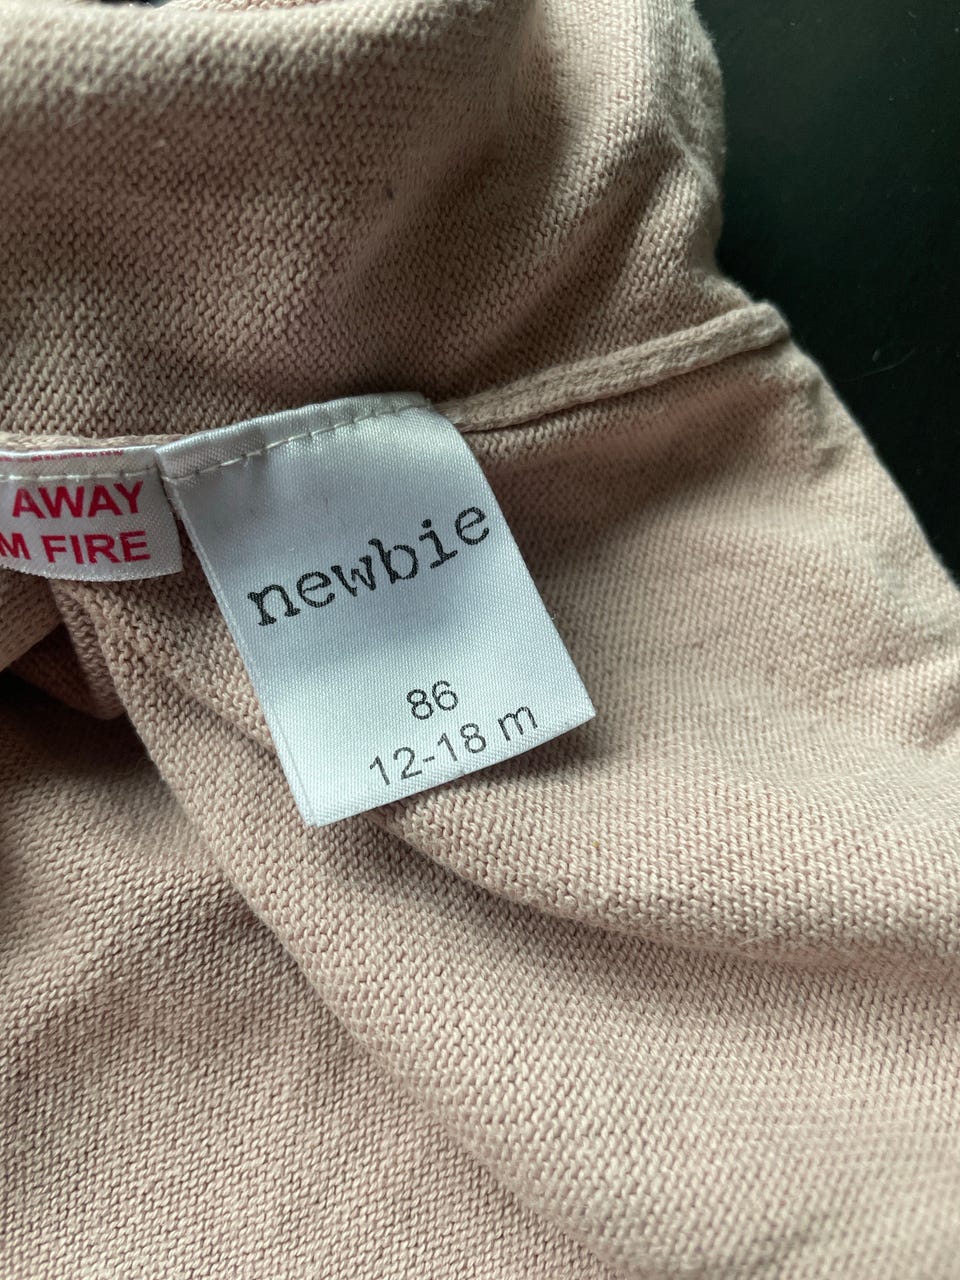 AWAY
M FIRE
newbie
86
12-18 m